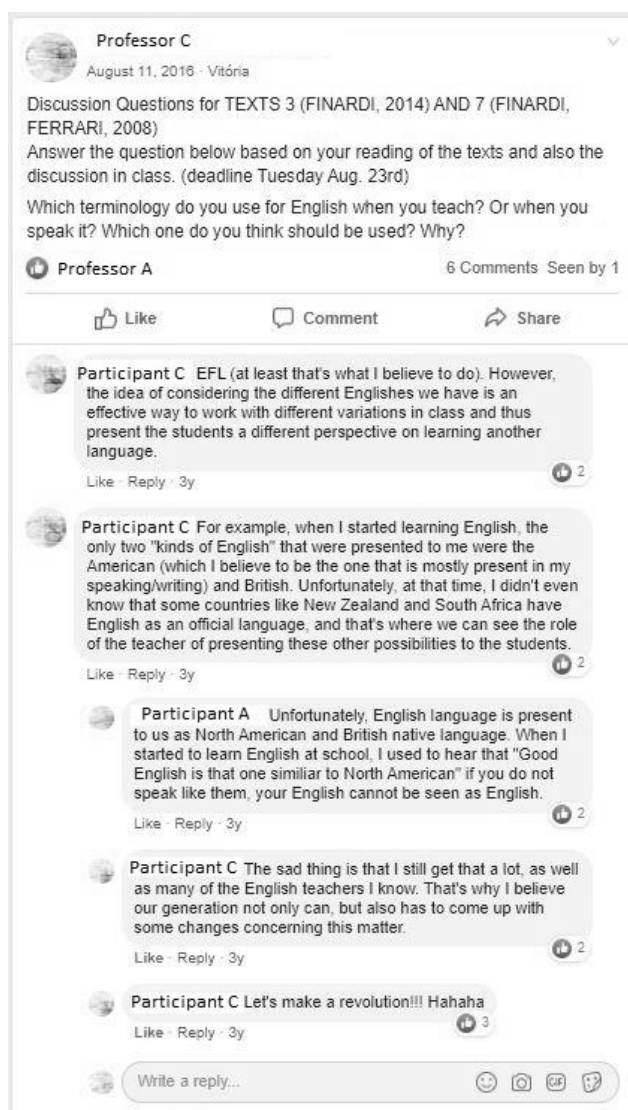 Professor C
August 11, 2016 · Vitória
Discussion Questions for TEXTS 3 (FINARDI, 2014) AND 7 (FINARDI,
FERRARI, 2008)
Answer the question below based on your reading of the texts and also the
discussion in class. (deadline Tuesday Aug. 23rd)
Which terminology do you use for English when you teach? Or when you
speak it? Which one do you think should be used? Why?
Professor A 6 Comments Seen by 1
Like Comment Share
Participant C EFL (at least that's what I believe to do). However,
the idea of considering the different Englishes we have is an
effective way to work with different variations in class and thus
present the students a different perspective on learning another
language.
2
Like · Reply · 3y
Participant C For example, when I started learning English, the
only two "kinds of English" that were presented to me were the
American (which I believe to be the one that is mostly present in my
speaking/writing) and British. Unfortunately, at that time, I didn't even
know that some countries like New Zealand and South Africa have
English as an official language, and that's where we can see the role
of the teacher of presenting these other possibilities to the students.
2
Like · Reply · 3y
Participant A Unfortunately, English language is present
to us as North American and British native language. When I
started to learn English at school, I used to hear that "Good
English is that one similiar to North American" if you do not
speak like them, your English cannot be seen as English.
2
Like · Reply · 3y
Participant C The sad thing is that I still get that a lot, as well
as many of the English teachers I know. That's why I believe
our generation not only can, but also has to come up with
some changes concerning this matter.
2
Like · Reply · 3y
Participant C Let's make a revolution!!! Hahaha
3
Like · Reply · 3y
Write a reply...
GIF